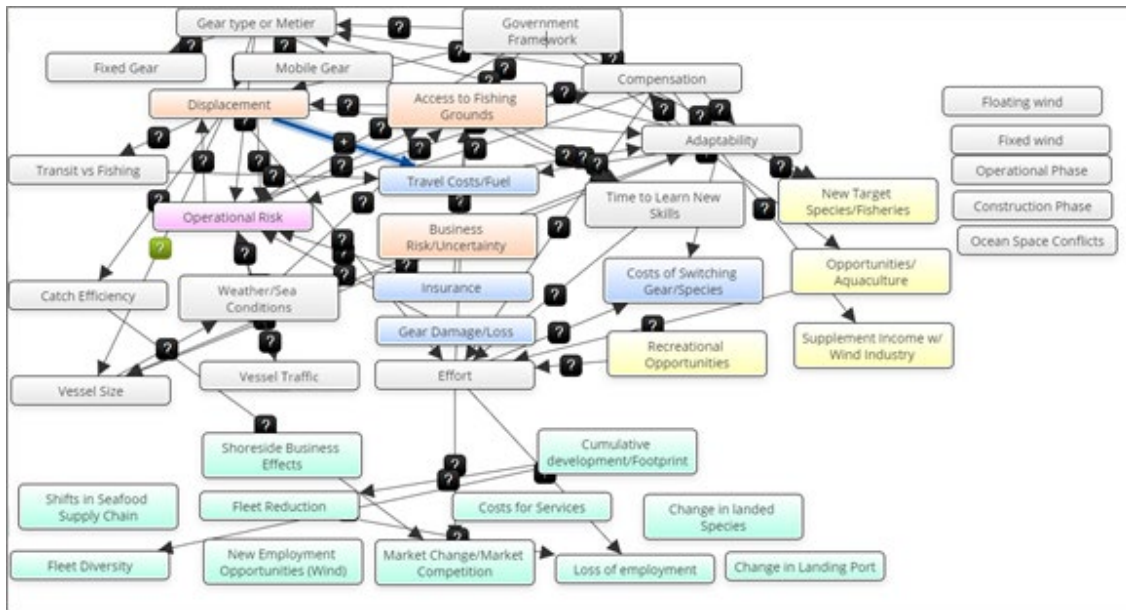 Gear type or Metier
Government
Framework
Fixed Gear
Mobile Gear
Compensation
Displacement
Access to Fishing
Grounds
Floating wind
Adaptability
Fixed wind
Transit vs Fishing
Travel Costs/Fuel
Operational Phase
Time to Learn New
Skills
New Target
Species/Fisheries
Operational Risk
Construction Phase
Business
Risk/Uncertainty
Ocean Space Conflicts
Catch Efficiency
Weather/Sea
Conditions
Insurance
Costs of Switching
Gear/Species
Opportunities/
Aquaculture
Gear Damage/Loss
Recreational
Opportunities
Supplement Income w/
Wind Industry
Vessel Size
Vessel Traffic
Effort
Shoreside Business
Effects
Cumulative
development/Footprint
Shifts in Seafood
Supply Chain
Fleet Reduction
Costs for Services
Change in landed
Species
Fleet Diversity
New Employment
Opportunities (Wind)
Market Change/Market
Competition
Loss of employment
Change in Landing Port